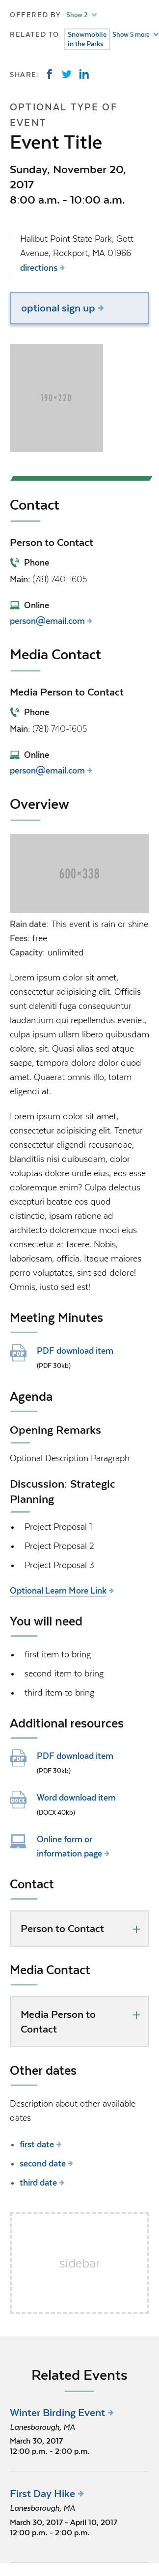 OFFERED BY Show 2
RELATED TO Snowmobile Show 5 more
in the Parks
SHARE:
OPTIONAL TYPE OF
EVENT
Event Title
Sunday, November 20,
2017
8:00 a.m. - 10:00 a.m.
Halibut Point State Park, Gott
Avenue, Rockport, MA 01966
directions
optional sign up
190×220
Contact
Person to Contact
Phone
Main: (781) 740-1605
Online
person@email.com
Media Contact
Media Person to Contact
Phone
Main: (781) 740-1605
Online
person@email.com
Overview
600×338
Rain date: This event is rain or shine
Fees: free
Capacity: unlimited
Lorem ipsum dolor sit amet,
consectetur adipisicing elit. Officiis
sunt deleniti fuga consequuntur
laudantium qui repellendus eveniet,
culpa ipsum ullam libero quibusdam
dolore, sit. Quasi alias sed atque
saepe, tempora dolore dolor quod
amet. Quaerat omnis illo, totam
eligendi at.
Lorem ipsum dolor sit amet,
consectetur adipisicing elit. Tenetur
consectetur eligendi recusandae,
blanditiis nisi quibusdam, dolor
voluptas dolore unde eius, eos esse
doloremque enim? Culpa delectus
excepturi beatae quo eos
distinctio, ipsam ratione ad
architecto doloremque modi eius
consectetur at facere. Nobis,
laboriosam, officia. Itaque maiores
porro voluptates, sint sed dolore!
Omnis, iusto sed est!
Meeting Minutes
PDF download item
(PDF 30kb)
Agenda
Opening Remarks
Optional Description Paragraph
Discussion: Strategic
Planning
• Project Proposal 1
• Project Proposal 2
• Project Proposal 3
Optional Learn More Link
You will need
• first item to bring
• second item to bring
• third item to bring
Additional resources
PDF download item
(PDF 30kb)
Word download item
(DOCX 40kb)
Online form or
information page
Contact
Person to Contact +
Media Contact
Media Person to +
Contact
Other dates
Description about other available
dates
• first date
• second date
• third date
sidebar
Related Events
Winter Birding Event
Lanesborough, MA
March 30, 2017
12:00 p.m. - 2:00 p.m.
First Day Hike
Lanesborough, MA
March 30, 2017 - April 10, 2017
12:00 p.m. - 2:00 p.m.